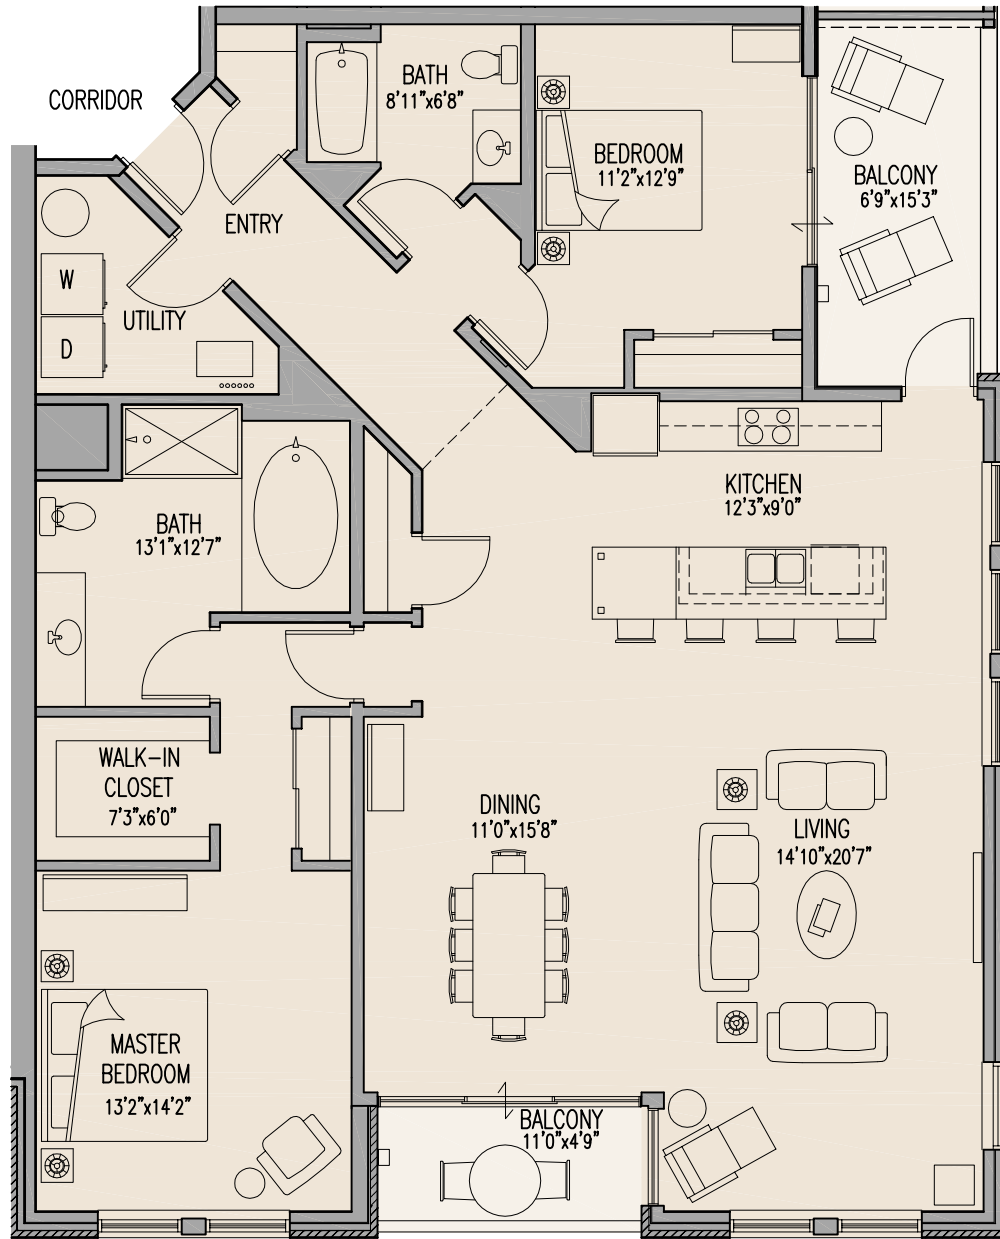 CORRIDOR
BATH
8'11"x6'8"
BEDROOM
11'2"x12'9"
BALCONY
6'9"x15'3"
ENTRY
W
D
UTILITY
KITCHEN
12'3"x9'0"
BATH
13'1"x12'7"
WALK-IN
CLOSET
7'3"x6'0"
DINING
11'0"x15'8"
LIVING
14'10"x20'7"
MASTER
BEDROOM
13'2"x14'2"
BALCONY
11'0"x4'9"